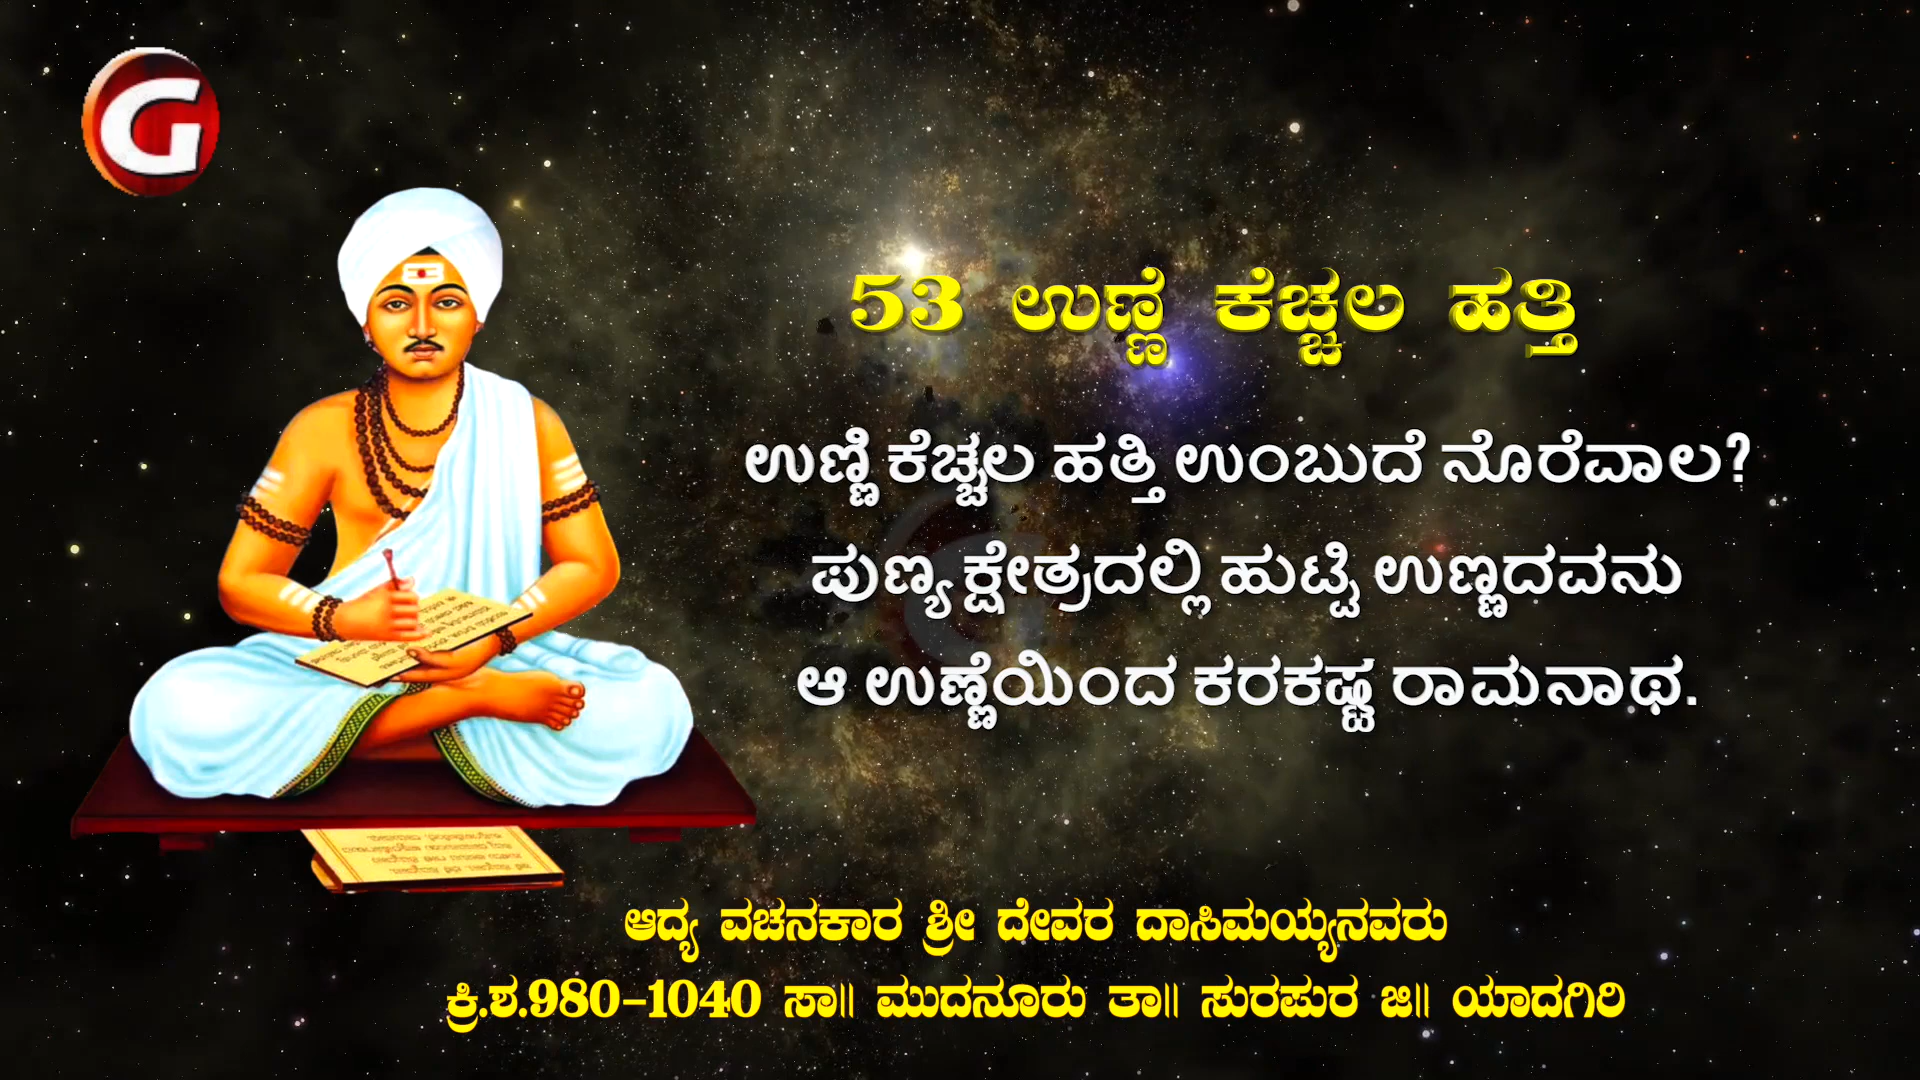 G
53 ಉಣ್ಣೆ ಕೆಚ್ಚಲ ಹತ್ತಿ
ಉಣ್ಣಿ ಕೆಚ್ಚಲ ಹತ್ತಿ ಉಂಬುದೆ ನೊರೆವಾಲ?
ಪುಣ್ಯಕ್ಷೇತ್ರದಲ್ಲಿ ಹುಟ್ಟಿ ಉಣ್ಣದವನು
ಆ ಉಣ್ಣೆಯಿಂದ ಕರಕಷ್ಟ ರಾಮನಾಥ.
ಆದ್ಯ ವಚನಕಾರ ಶ್ರೀ ದೇವರ ದಾಸಿಮಯ್ಯನವರು
ಕ್ರಿ.ಶ.980-1040 ಸಾ॥ ಮುದನೂರು ತಾ॥ ಸುರಪುರ ಜಿ॥ ಯಾದಗಿರಿ